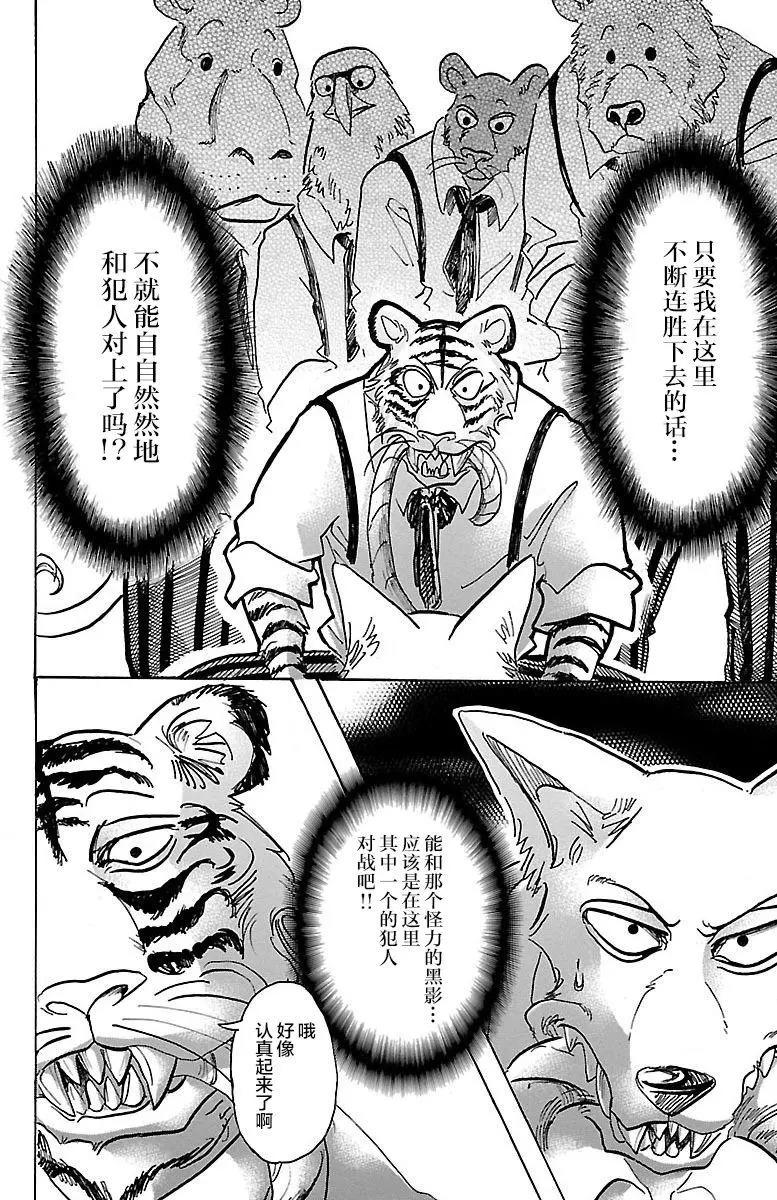 只要我在这里
不断连胜下去的话…
不就能自自然然地
和犯人对上了吗!?
能和那个怪力的黑影…
应该是在这里
其中一个的犯人
对战吧!!
哦
好像
认真起来了啊